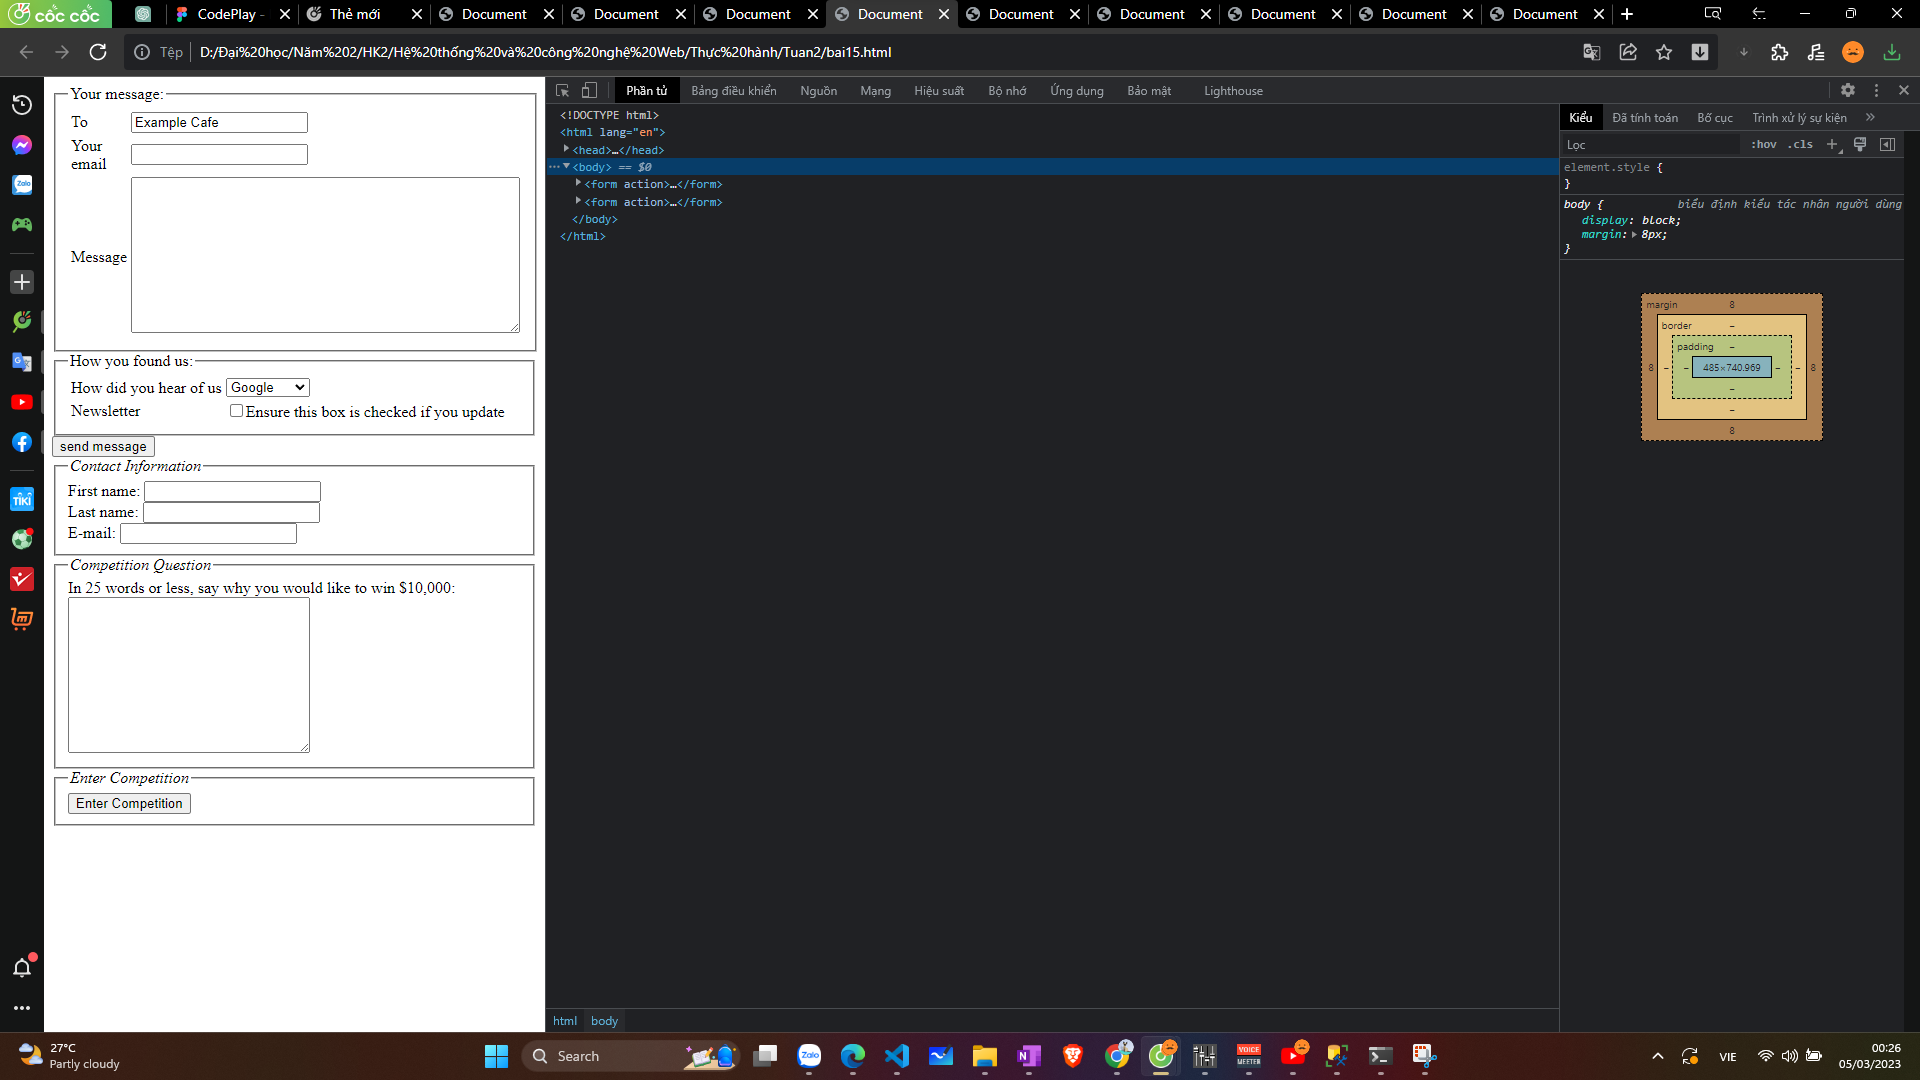 cốc cốc
CodePlay -
Thẻ mới
Document
Document
Document
Document
Document
Document
Document
Document
Document
Tệp
D:/Đại%20học/Năm%202/HK2/Hệ%20thống%20và%20công%20nghệ%20Web/Thực%20hành/Tuan2/bai15.html
Your message:
To
Example Cafe
Your
email
Message
How you found us:
How did you hear of us
Google
Newsletter
Ensure this box is checked if you update
send message
Contact Information
First name:
Last name:
E-mail:
Competition Question
In 25 words or less, say why you would like to win $10,000:
Enter Competition
Enter Competition
Zalo
TIKI
Phần tử
Bảng điều khiển
Nguồn
Mạng
Hiệu suất
Bộ nhớ
Ứng dụng
Bảo mật
Lighthouse
<!DOCTYPE html>
<html lang="en">
<head>…</head>
<body> == $0
<form action>…</form>
<form action>…</form>
</body>
</html>
html
body
Kiểu
Đã tính toán
Bố cục
Trình xử lý sự kiện
Lọc
:hov
.cls
element.style {
}
body {
biểu định kiểu tác nhân người dùng
display: block;
margin: 8px;
}
margin
8
border
–
padding
–
8
–
–
485×740.969
–
–
8
–
–
8
27°C
Partly cloudy
Search
Zalo
VOICE
MEETER
VIE
00:26
05/03/2023